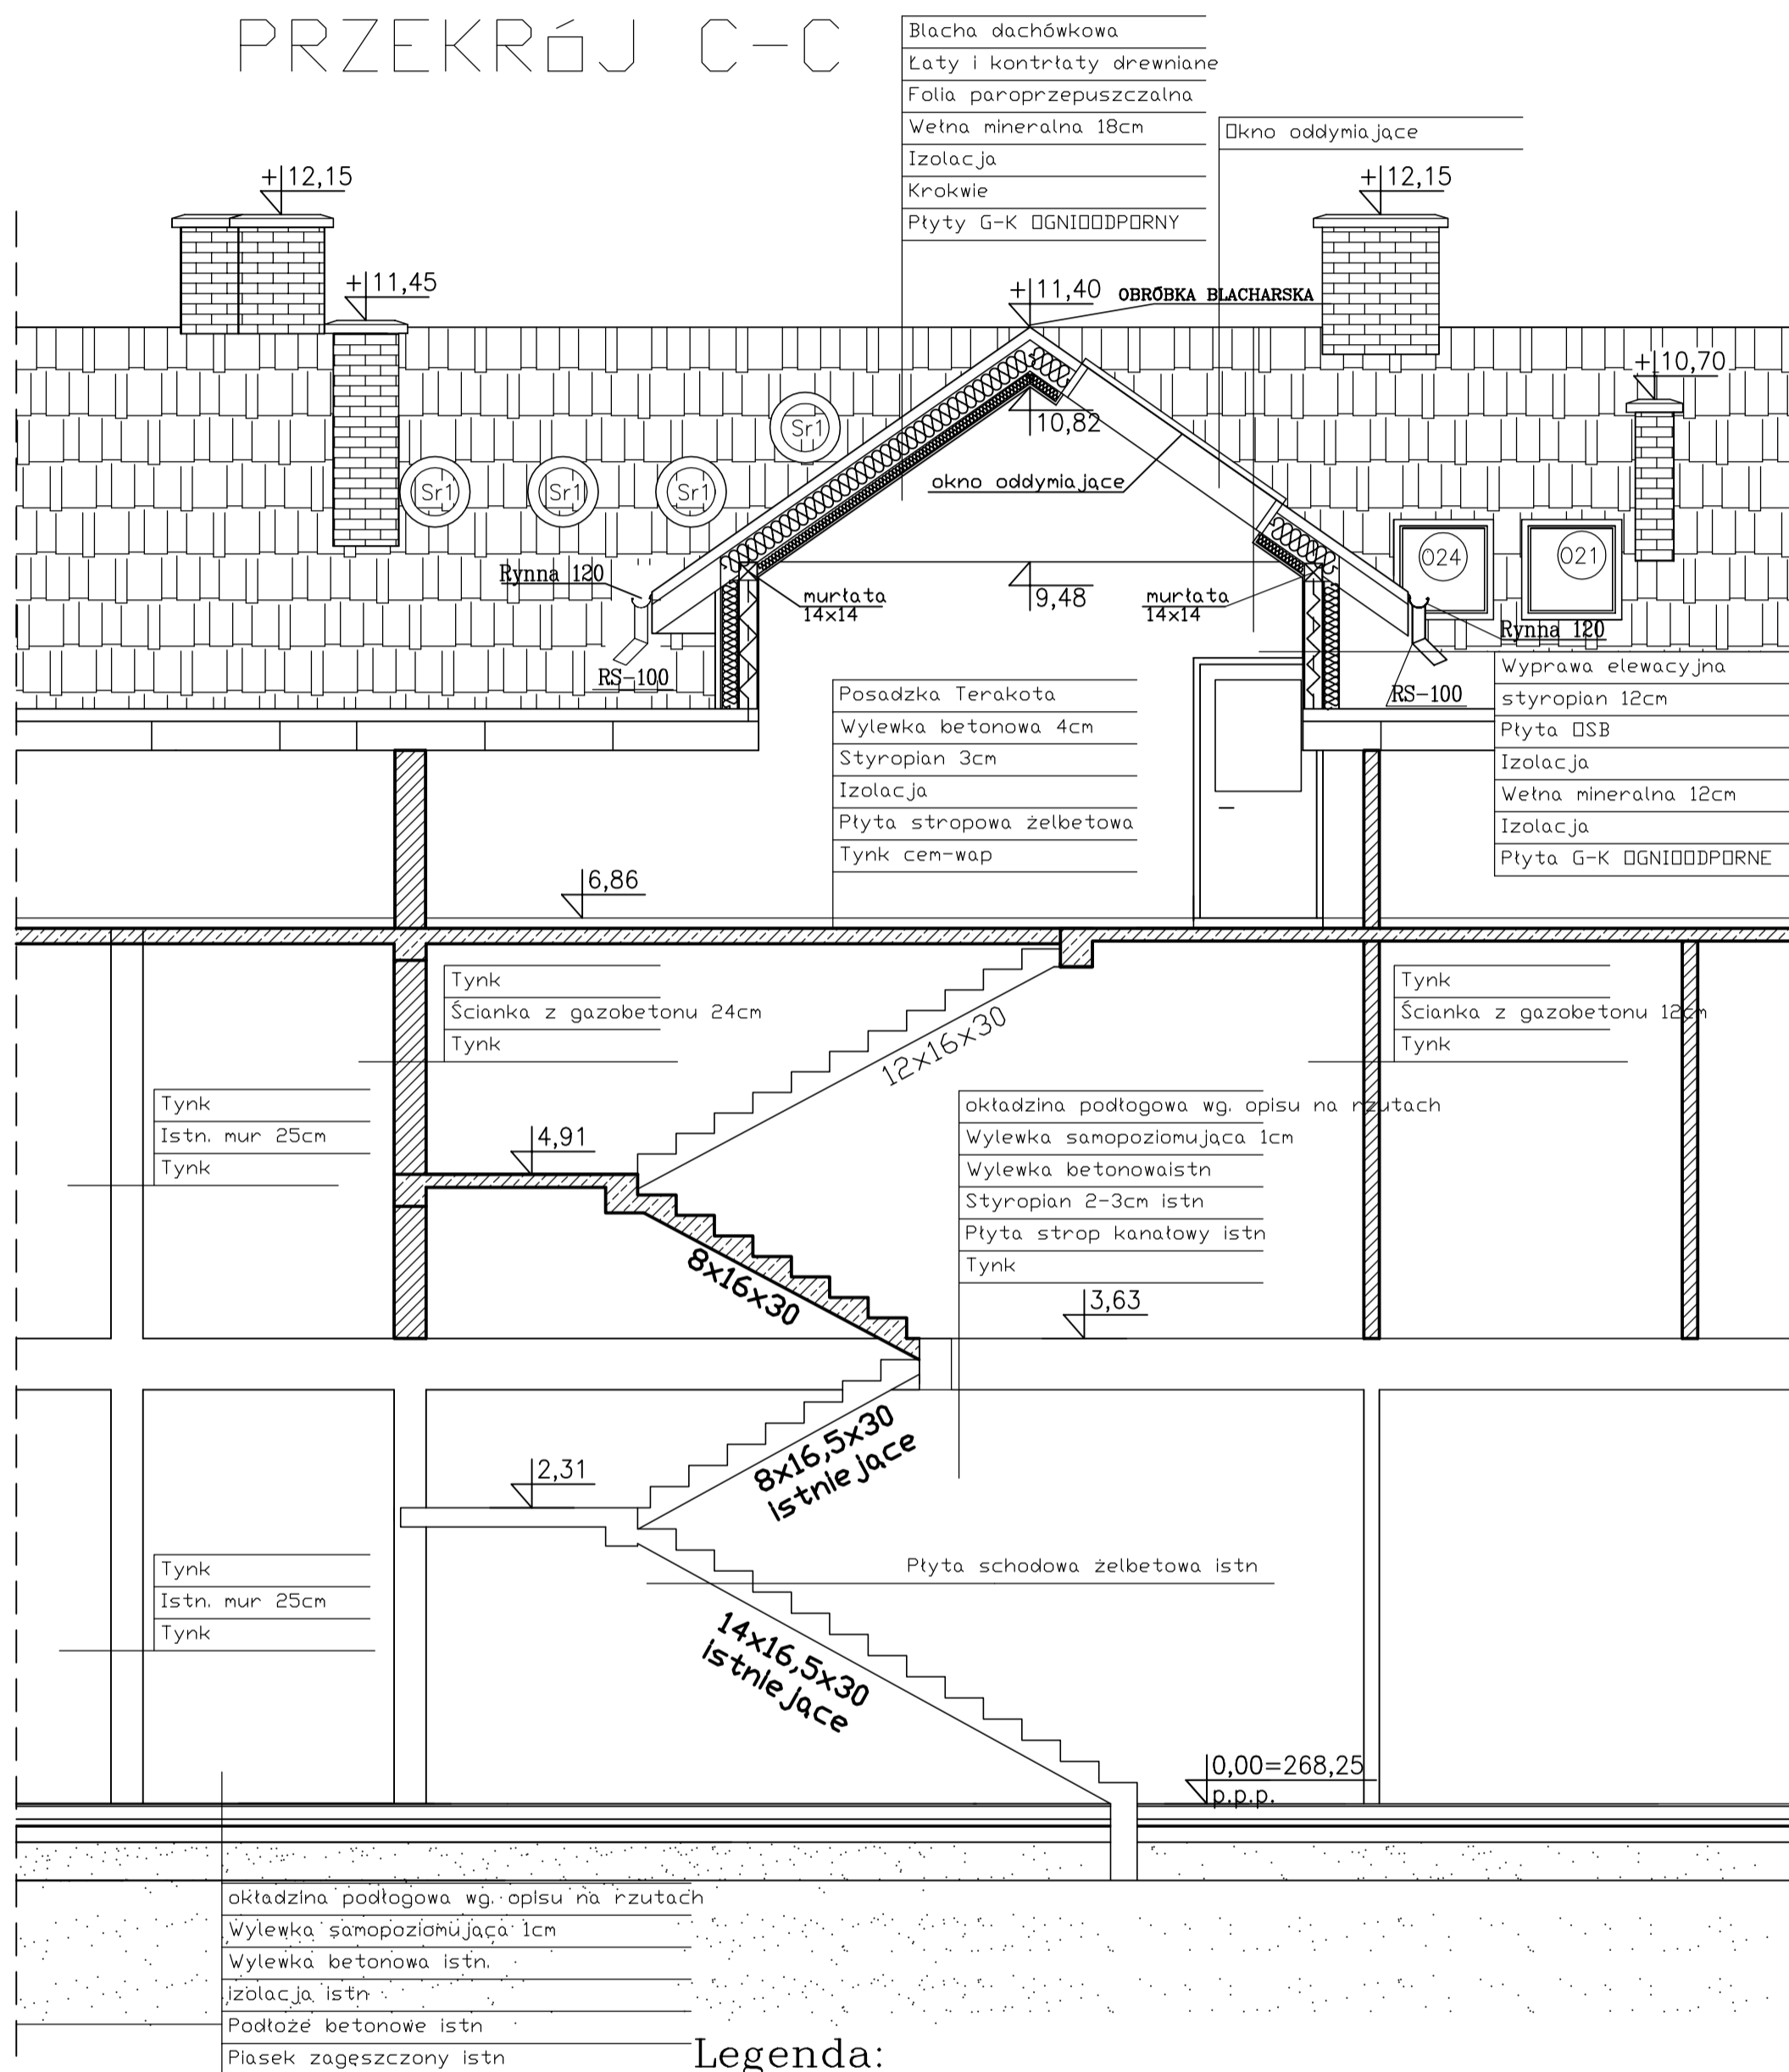 PRZEKRÓJ C-C
Blacha dachówkowa
Łaty i kontrłaty drewniane
Folia paroprzepuszczalna
Wełna mineralna 18cm
Izolacja
Krokwie
Płyty G-K OGNIOODPORNY
Okno oddymiające
+12,15
+12,15
+11,45
+11,40
OBRÓBKA BLACHARSKA
+10,70
10,82
Sr1
Sr1
Sr1
Sr1
okno oddymiające
O24
O21
Rynna 120
murłata
14x14
9,48
murłata
14x14
Rynna 120
RS-100
RS-100
Posadzka Terakota
Wylewka betonowa 4cm
Styropian 3cm
Izolacja
Płyta stropowa żelbetowa
Tynk cem-wap
Wyprawa elewacyjna
styropian 12cm
Płyta OSB
Izolacja
Wełna mineralna 12cm
Izolacja
Płyta G-K OGNIOODPORNE
6,86
Tynk
Ścianka z gazobetonu 24cm
Tynk
Tynk
Ścianka z gazobetonu 12cm
Tynk
12x16x30
Tynk
Istn. mur 25cm
Tynk
4,91
okładzina podłogowa wg. opisu na rzutach
Wylewka samopoziomująca 1cm
Wylewka betonowaistn
Styropian 2-3cm istn
Płyta strop kanałowy istn
Tynk
8x16x30
3,63
8x16,5x30
istniejące
2,31
Tynk
Istn. mur 25cm
Tynk
Płyta schodowa żelbetowa istn
14x16,5x30
istniejące
0,00=268,25
p.p.p.
okładzina podłogowa wg. opisu na rzutach
Wylewka samopoziomująca 1cm
Wylewka betonowa istn.
izolacja istn
Podłoże betonowe istn
Piasek zagęszczony istn
Legenda: